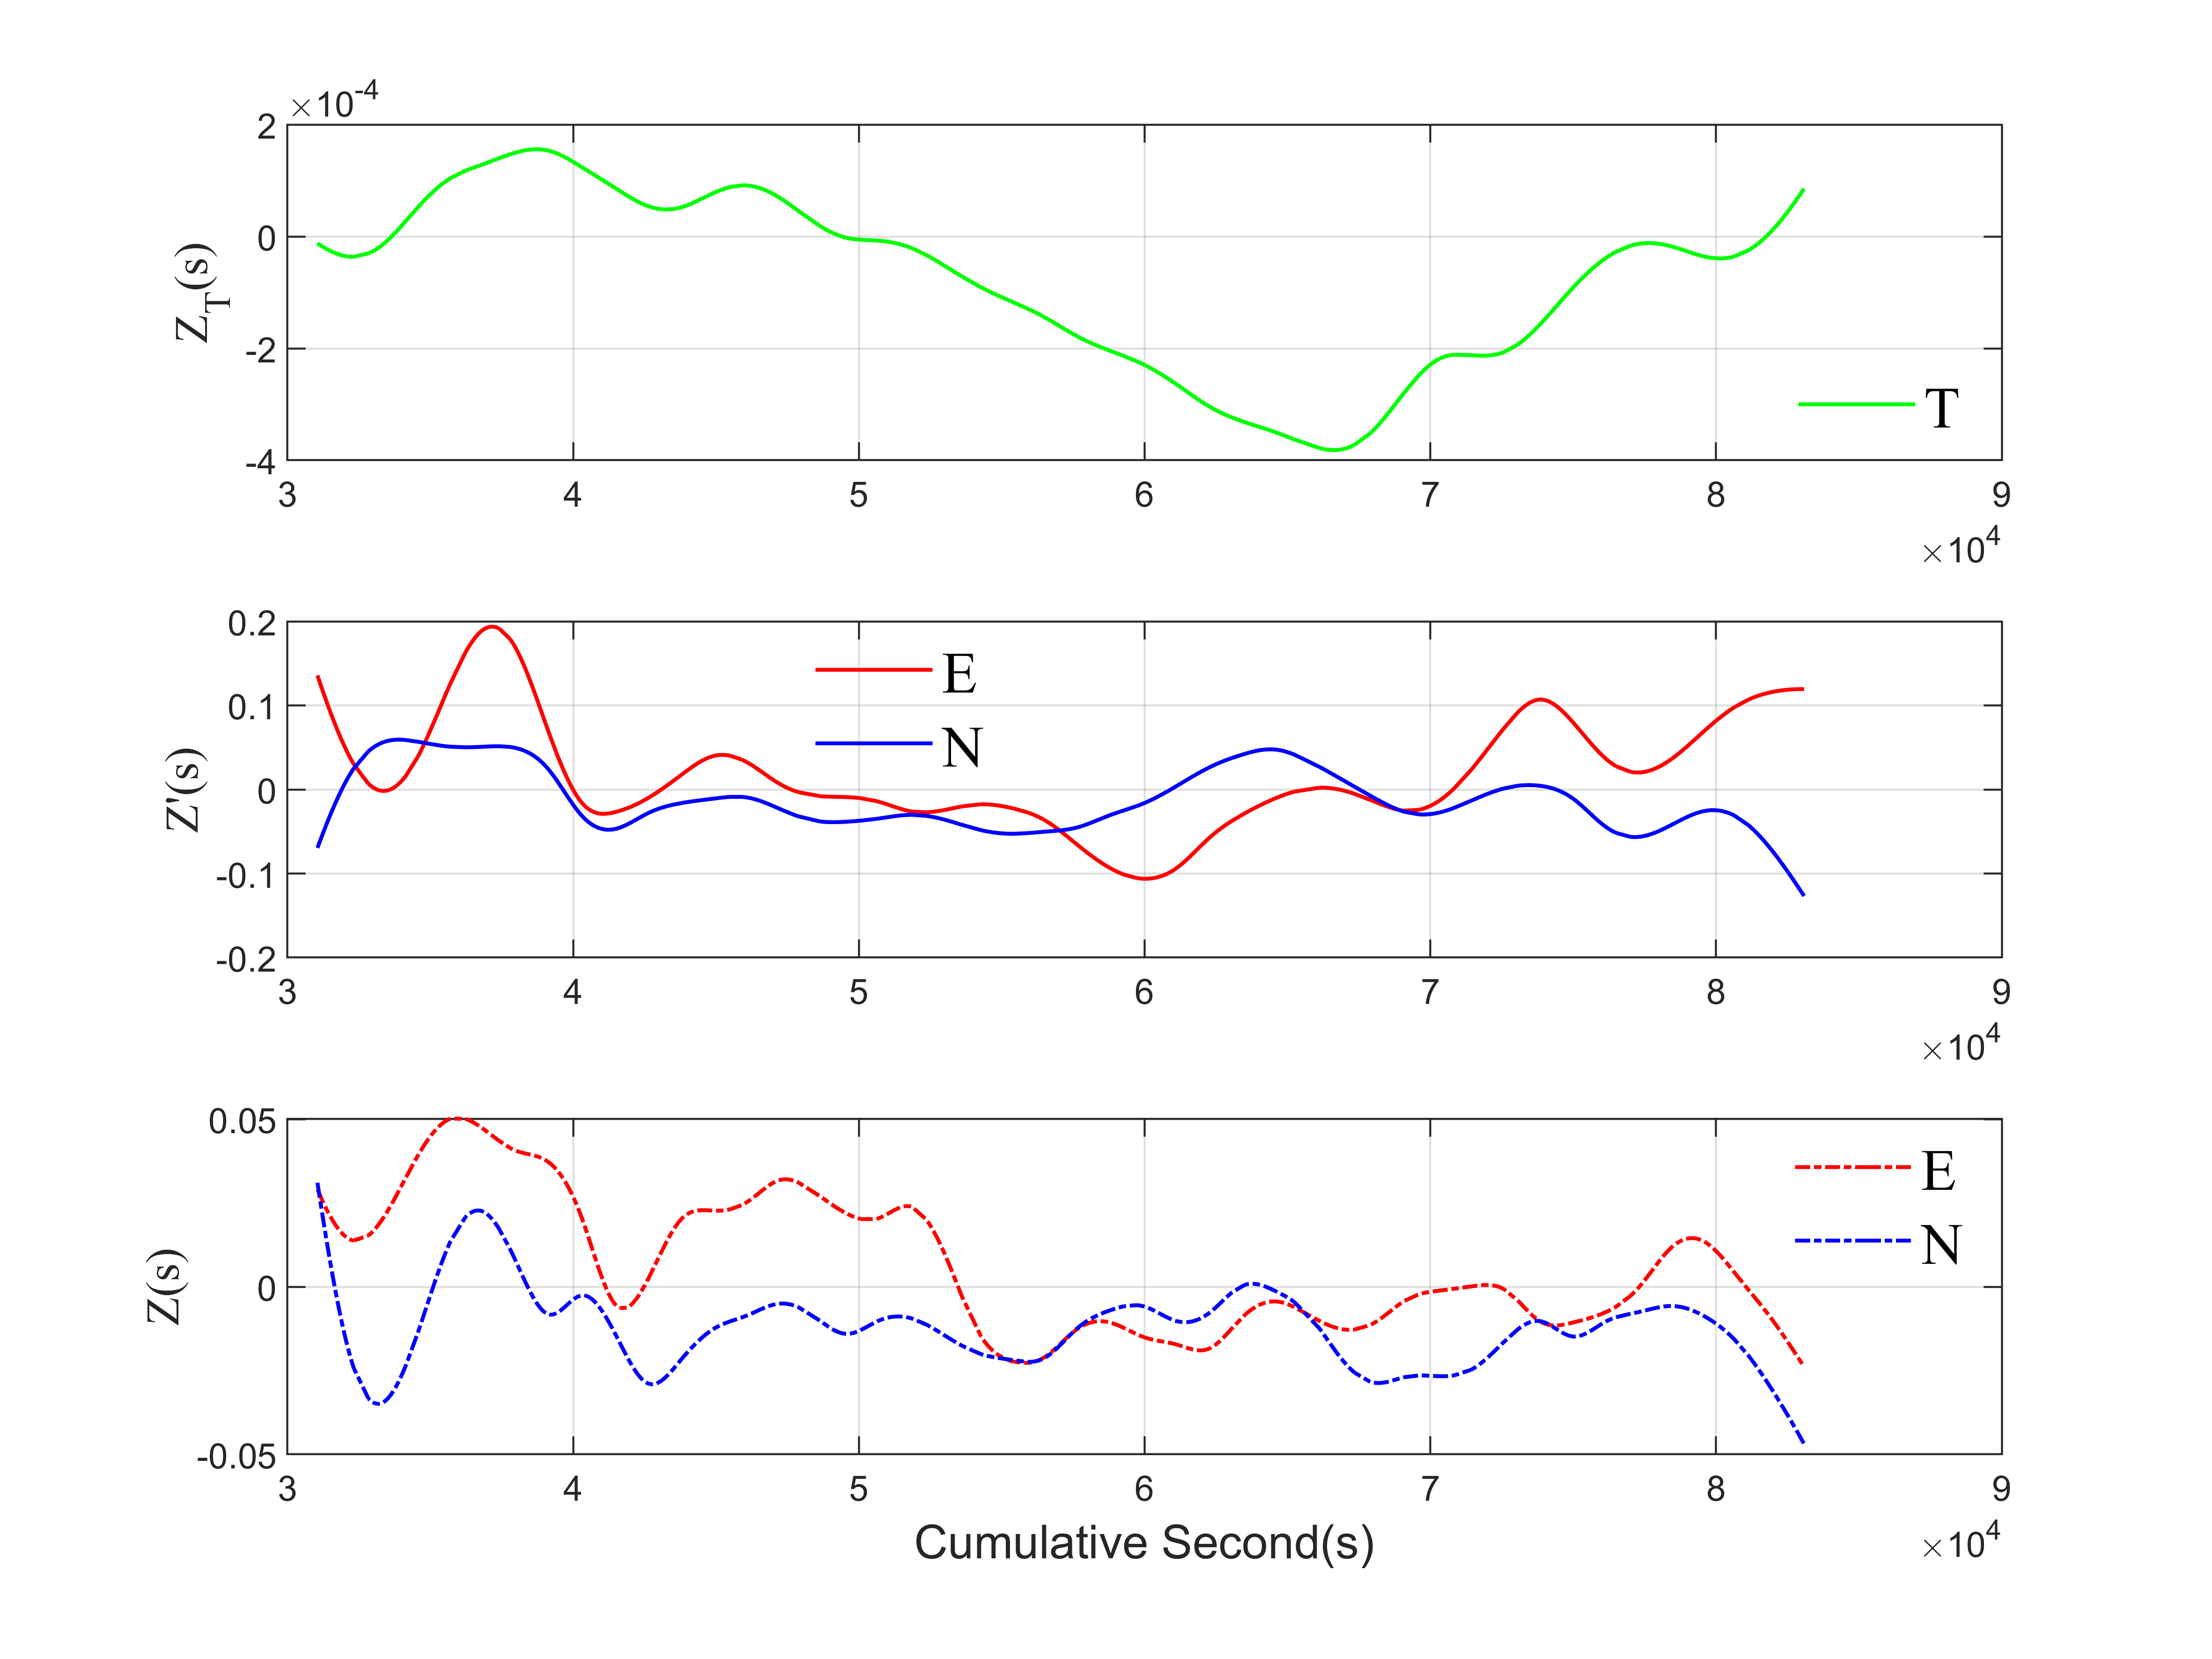 ×10-4
2
0
-2
-4
Z_T(s)
T
3 4 5 6 7 8 9
×10^4
0.2
0.1
0
-0.1
-0.2
Z'(s)
E
N
3 4 5 6 7 8 9
×10^4
0.05
0
-0.05
Z(s)
E
N
3 4 5 6 7 8 9
Cumulative Second(s)
×10^4